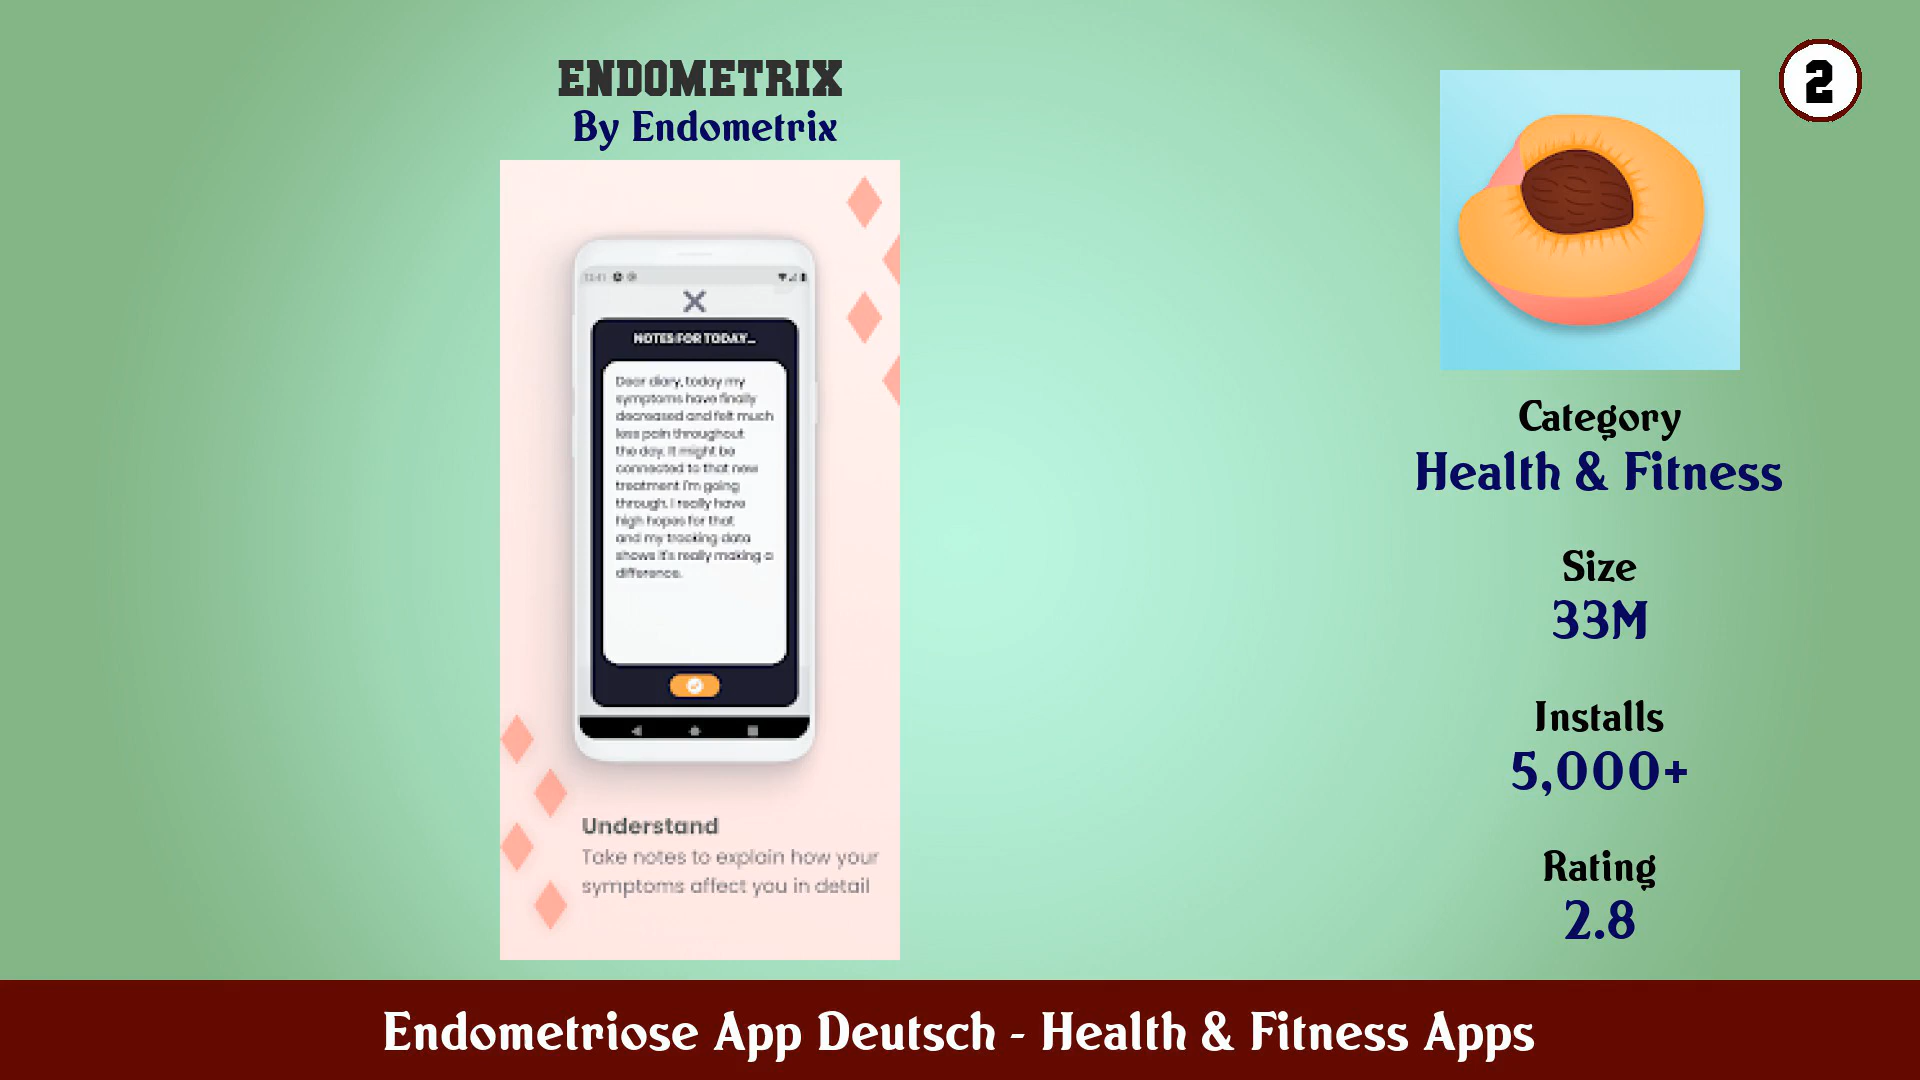 ENDOMETRIX
By Endometrix
2
NOTES FOR TODAY...
Dear diary, today my
symptoms have finally
decreased and felt much
less pain throughout
the day. It might be
connected to that new
treatment I'm going
through. I really have
high hopes for that
and my tracking data
shows it's really making a
difference.
Understand
Take notes to explain how your
symptoms affect you in detail
Category
Health & Fitness
Size
33M
Installs
5,000+
Rating
2.8
Endometriose App Deutsch - Health & Fitness Apps